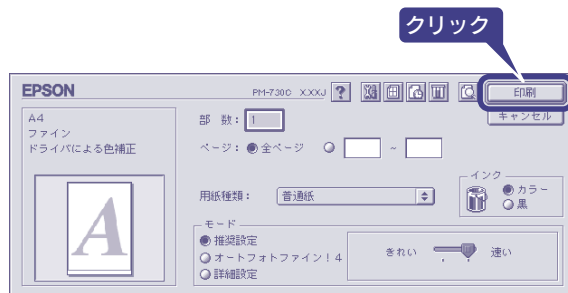 クリック
EPSON
PM-730C X.XXJ
?
印刷
キャンセル
A4
ファイン
ドライバによる色補正
部 数：
1
ページ：
全ページ
~
用紙種類：
普通紙
インク
カラー
黒
モード
推奨設定
オートフォトファイン！4
詳細設定
きれい
速い
A